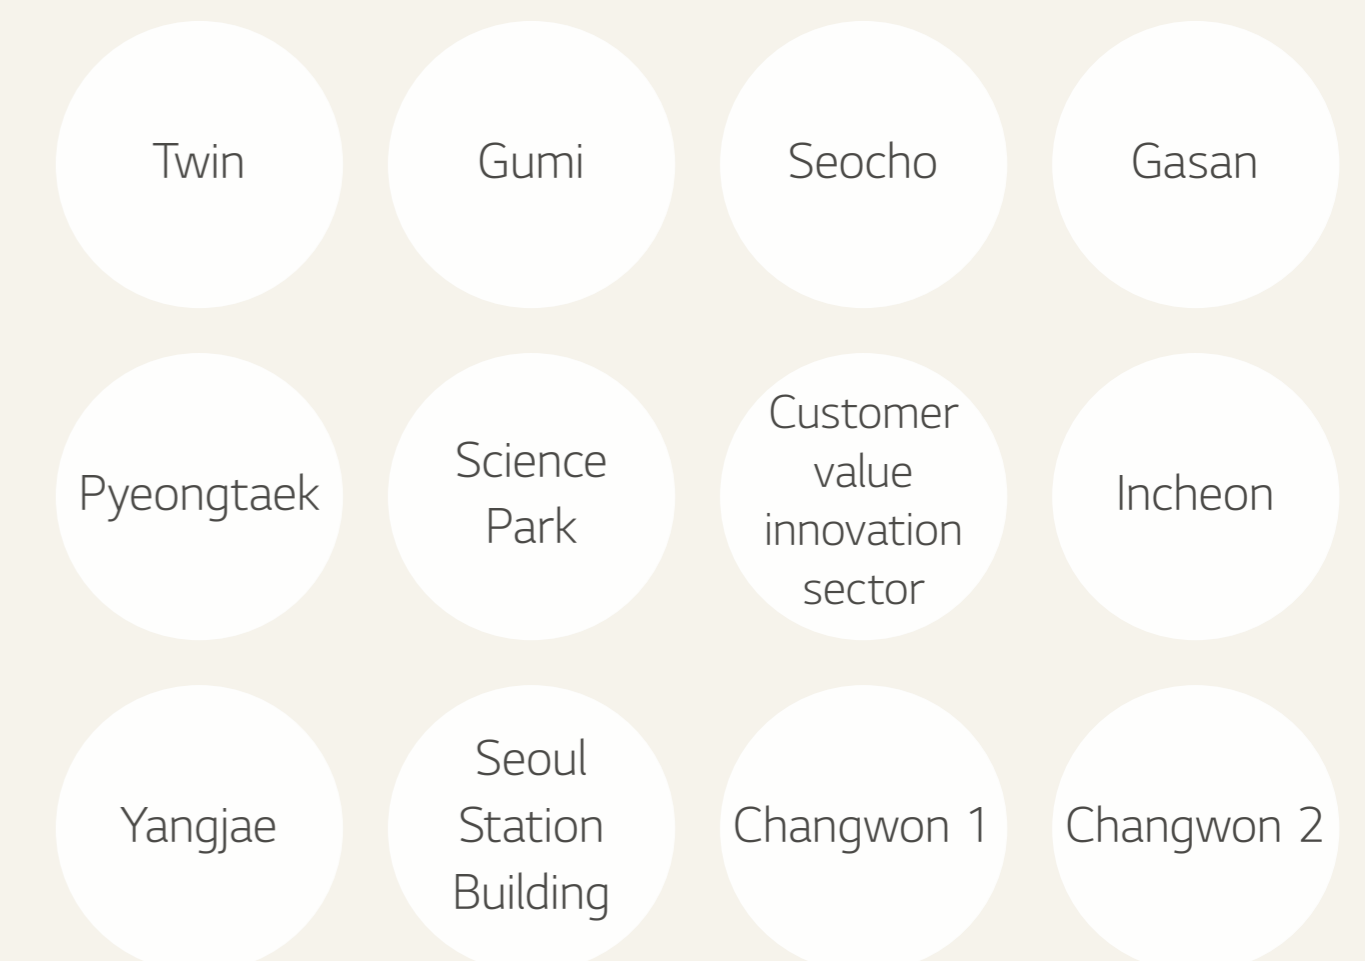 Twin
Gumi
Seocho
Gasan
Pyeongtaek
Science
Park
Customer
value
innovation
sector
Incheon
Yangjae
Seoul
Station
Building
Changwon 1
Changwon 2